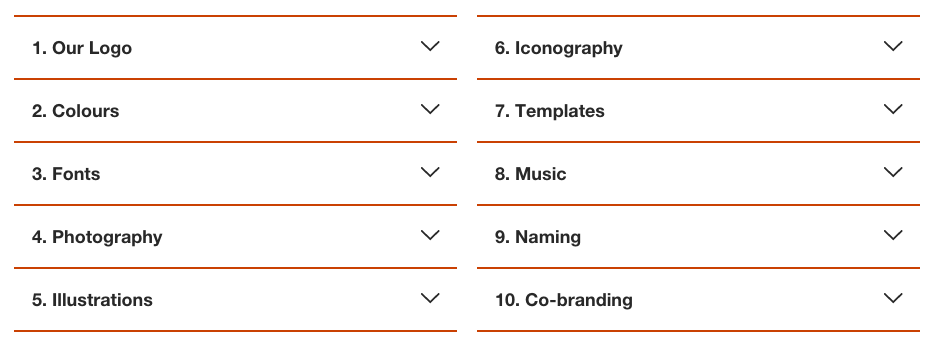 1. Our Logo
2. Colours
3. Fonts
4. Photography
5. Illustrations
6. Iconography
7. Templates
8. Music
9. Naming
10. Co-branding